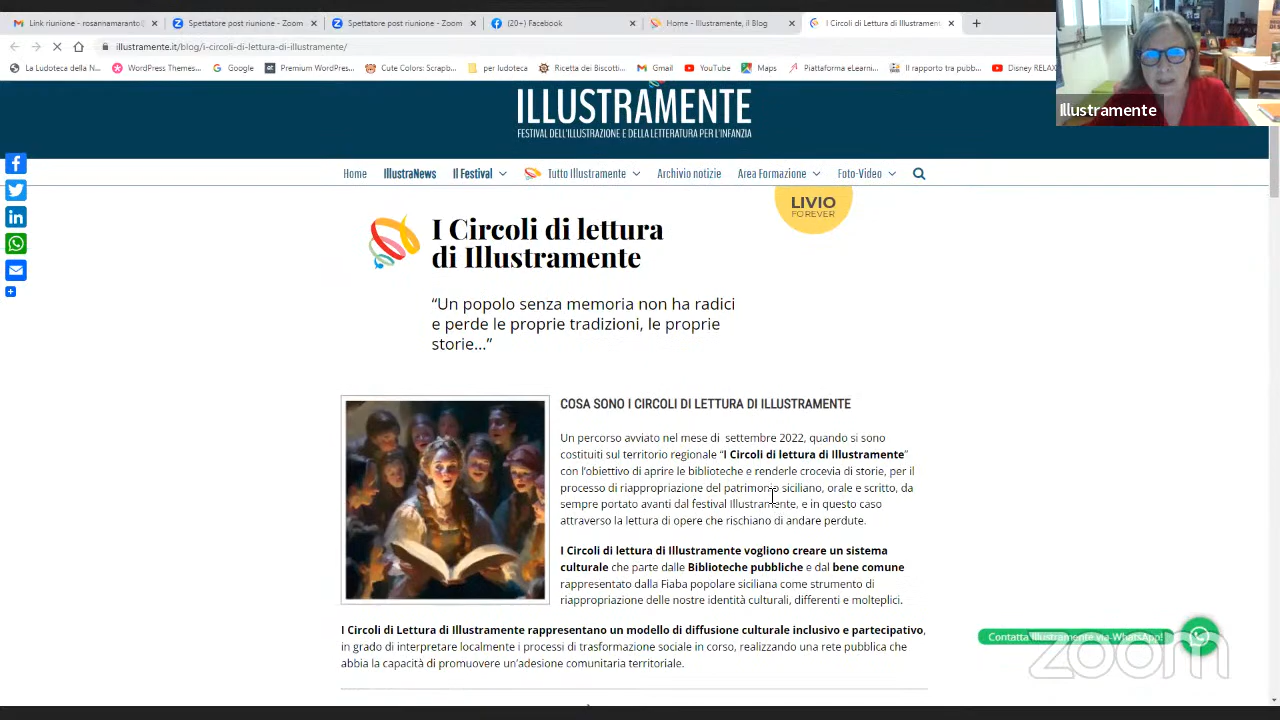 Link riunione - rosannamaranto@
Spettatore post riunione - Zoom
Spettatore post riunione - Zoom
(20+) Facebook
Home - Illustramente, il Blog
I Circoli di Lettura di Illustrament
illustramente.it/blog/i-circoli-di-lettura-di-illustramente/
La Ludoteca della N...
WordPress Themes...
Google
Premium WordPress...
Cute Colors: Scrapb...
per ludoteca
Ricetta dei Biscotti...
Gmail
YouTube
Maps
Piattaforma eLearni...
Il rapporto tra pubb...
Disney RELAX
Illustramente
ILLUSTRAMENTE
FESTIVAL DELL'ILLUSTRAZIONE E DELLA LETTERATURA PER L'INFANZIA
Home
IllustraNews
Il Festival
Tutto Illustramente
Archivio notizie
Area Formazione
Foto-Video
LIVIO
FOREVER
I Circoli di lettura
di Illustramente
“Un popolo senza memoria non ha radici
e perde le proprie tradizioni, le proprie
storie...”
COSA SONO I CIRCOLI DI LETTURA DI ILLUSTRAMENTE
Un percorso avviato nel mese di settembre 2022, quando si sono
costituiti sul territorio regionale “I Circoli di lettura di Illustramente”
con l’obiettivo di aprire le biblioteche e renderle crocevia di storie, per il
processo di riappropriazione del patrimonio siciliano, orale e scritto, da
sempre portato avanti dal festival Illustramente, e in questo caso
attraverso la lettura di opere che rischiano di andare perdute.
I Circoli di lettura di Illustramente vogliono creare un sistema
culturale che parte dalle Biblioteche pubbliche e dal bene comune
rappresentato dalla Fiaba popolare siciliana come strumento di
riappropriazione delle nostre identità culturali, differenti e molteplici.
I Circoli di Lettura di Illustramente rappresentano un modello di diffusione culturale inclusivo e partecipativo,
in grado di interpretare localmente i processi di trasformazione sociale in corso, realizzando una rete pubblica che
abbia la capacità di promuovere un’adesione comunitaria territoriale.
Contatta Illustramente via WhatsApp!
zoom